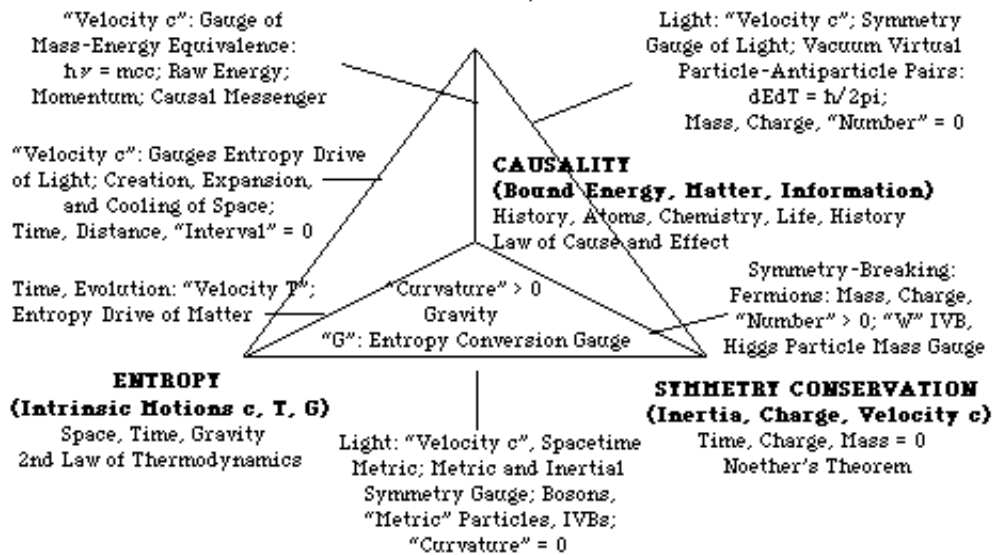 "Velocity c": Gauge of
Mass-Energy Equivalence:
hν = mcc; Raw Energy;
Momentum; Causal Messenger
Light: "Velocity c"; Symmetry
Gauge of Light; Vacuum Virtual
Particle-Antiparticle Pairs:
dEdT = h/2pi;
Mass, Charge, "Number" = 0
"Velocity c": Gauges Entropy Drive
of Light; Creation, Expansion,
and Cooling of Space;
Time, Distance, "Interval" = 0
CAUSALITY
(Bound Energy, Matter, Information)
History, Atoms, Chemistry, Life, History
Law of Cause and Effect
Time, Evolution: "Velocity T";
Entropy Drive of Matter
"Curvature" > 0
Gravity
"G": Entropy Conversion Gauge
Symmetry-Breaking:
Fermions: Mass, Charge,
"Number" > 0; "W" IVB,
Higgs Particle Mass Gauge
ENTROPY
(Intrinsic Motions c, T, G)
Space, Time, Gravity
2nd Law of Thermodynamics
SYMMETRY CONSERVATION
(Inertia, Charge, Velocity c)
Time, Charge, Mass = 0
Noether's Theorem
Light: "Velocity c", Spacetime
Metric; Metric and Inertial
Symmetry Gauge; Bosons,
"Metric" Particles, IVBs;
"Curvature" = 0